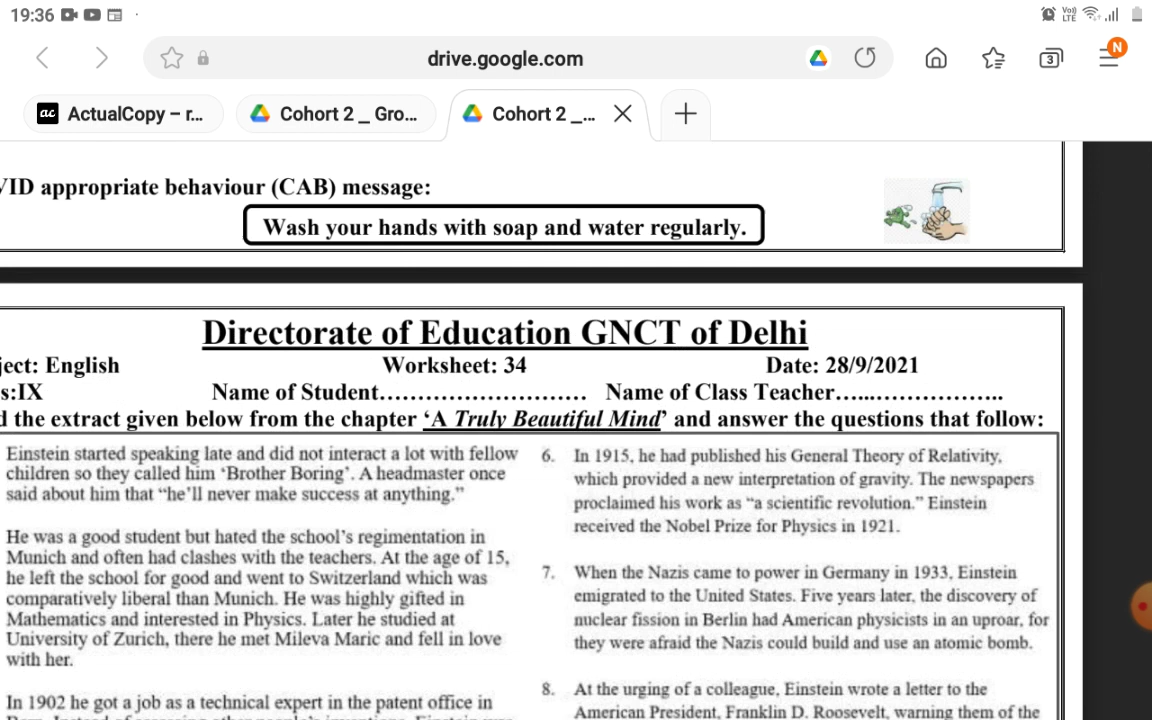 19:36
Vo)) LTE
drive.google.com
3
N
ac ActualCopy – r...
Cohort 2 _ Gro...
Cohort 2 _...
VID appropriate behaviour (CAB) message:
Wash your hands with soap and water regularly.
Directorate of Education GNCT of Delhi
ject: English Worksheet: 34 Date: 28/9/2021
s:IX Name of Student.......................... Name of Class Teacher.......................
d the extract given below from the chapter ‘A Truly Beautiful Mind’ and answer the questions that follow:
Einstein started speaking late and did not interact a lot with fellow
children so they called him ‘Brother Boring’. A headmaster once
said about him that “he’ll never make success at anything.”
He was a good student but hated the school’s regimentation in
Munich and often had clashes with the teachers. At the age of 15,
he left the school for good and went to Switzerland which was
comparatively liberal than Munich. He was highly gifted in
Mathematics and interested in Physics. Later he studied at
University of Zurich, there he met Mileva Maric and fell in love
with her.
In 1902 he got a job as a technical expert in the patent office in
6. In 1915, he had published his General Theory of Relativity,
which provided a new interpretation of gravity. The newspapers
proclaimed his work as “a scientific revolution.” Einstein
received the Nobel Prize for Physics in 1921.
7. When the Nazis came to power in Germany in 1933, Einstein
emigrated to the United States. Five years later, the discovery of
nuclear fission in Berlin had American physicists in an uproar, for
they were afraid the Nazis could build and use an atomic bomb.
8. At the urging of a colleague, Einstein wrote a letter to the
American President, Franklin D. Roosevelt, warning them of the